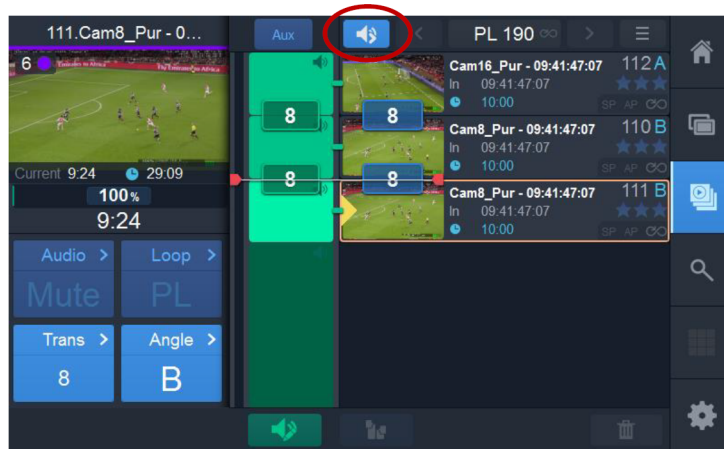 111.Cam8_Pur - 0...
Aux
PL 190
6
Current 9:24 29:09
100%
9:24
Audio >
Mute
Loop >
PL
Trans >
8
Angle >
B
8
8
8
8
Cam16_Pur - 09:41:47:07 112 A
In 09:41:47:07
10:00 SP AP
Cam8_Pur - 09:41:47:07 110 B
In 09:41:47:07
10:00 SP AP
Cam8_Pur - 09:41:47:07 111 B
In 09:41:47:07
10:00 SP AP